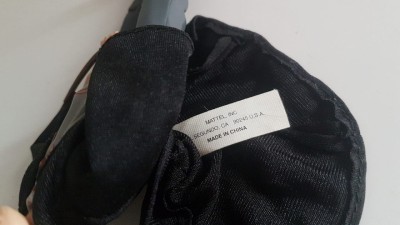 MATTEL, INC.
SEGUNDO, CA 90245 U.S.A.
MADE IN CHINA